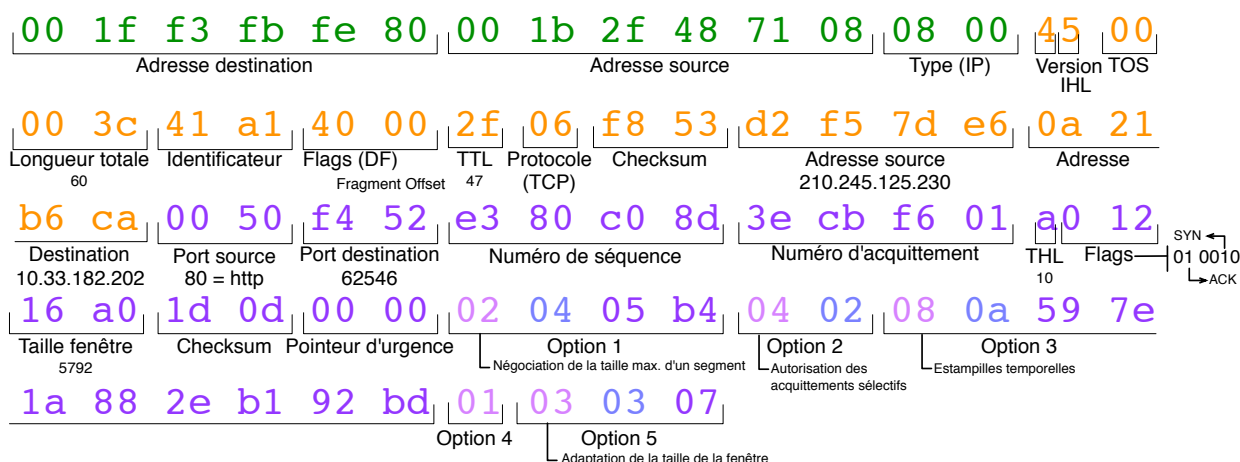 00 1f f3 fb fe 80 00 1b 2f 48 71 08 08 00 45 00
Adresse destination Adresse source Type (IP) Version TOS
IHL
00 3c 41 a1 40 00 2f 06 f8 53 d2 f5 7d e6 0a 21
Longueur totale Identificateur Flags (DF) TTL Protocole Checksum Adresse source Adresse
60 Fragment Offset 47 (TCP) 210.245.125.230
b6 ca 00 50 f4 52 e3 80 c0 8d 3e cb f6 01 a0 12
Destination Port source Port destination Numéro de séquence Numéro d'acquittement THL Flags SYN
10.33.182.202 80 = http 62546 10 01 0010
ACK
16 a0 1d 0d 00 00 02 04 05 b4 04 02 08 0a 59 7e
Taille fenêtre Checksum Pointeur d'urgence Option 1 Option 2 Option 3
5792 Négociation de la taille max. d'un segment Autorisation des Estampilles temporelles
acquittements sélectifs
1a 88 2e b1 92 bd 01 03 03 07
Option 4 Option 5
Adaptation de la taille de la fenêtre